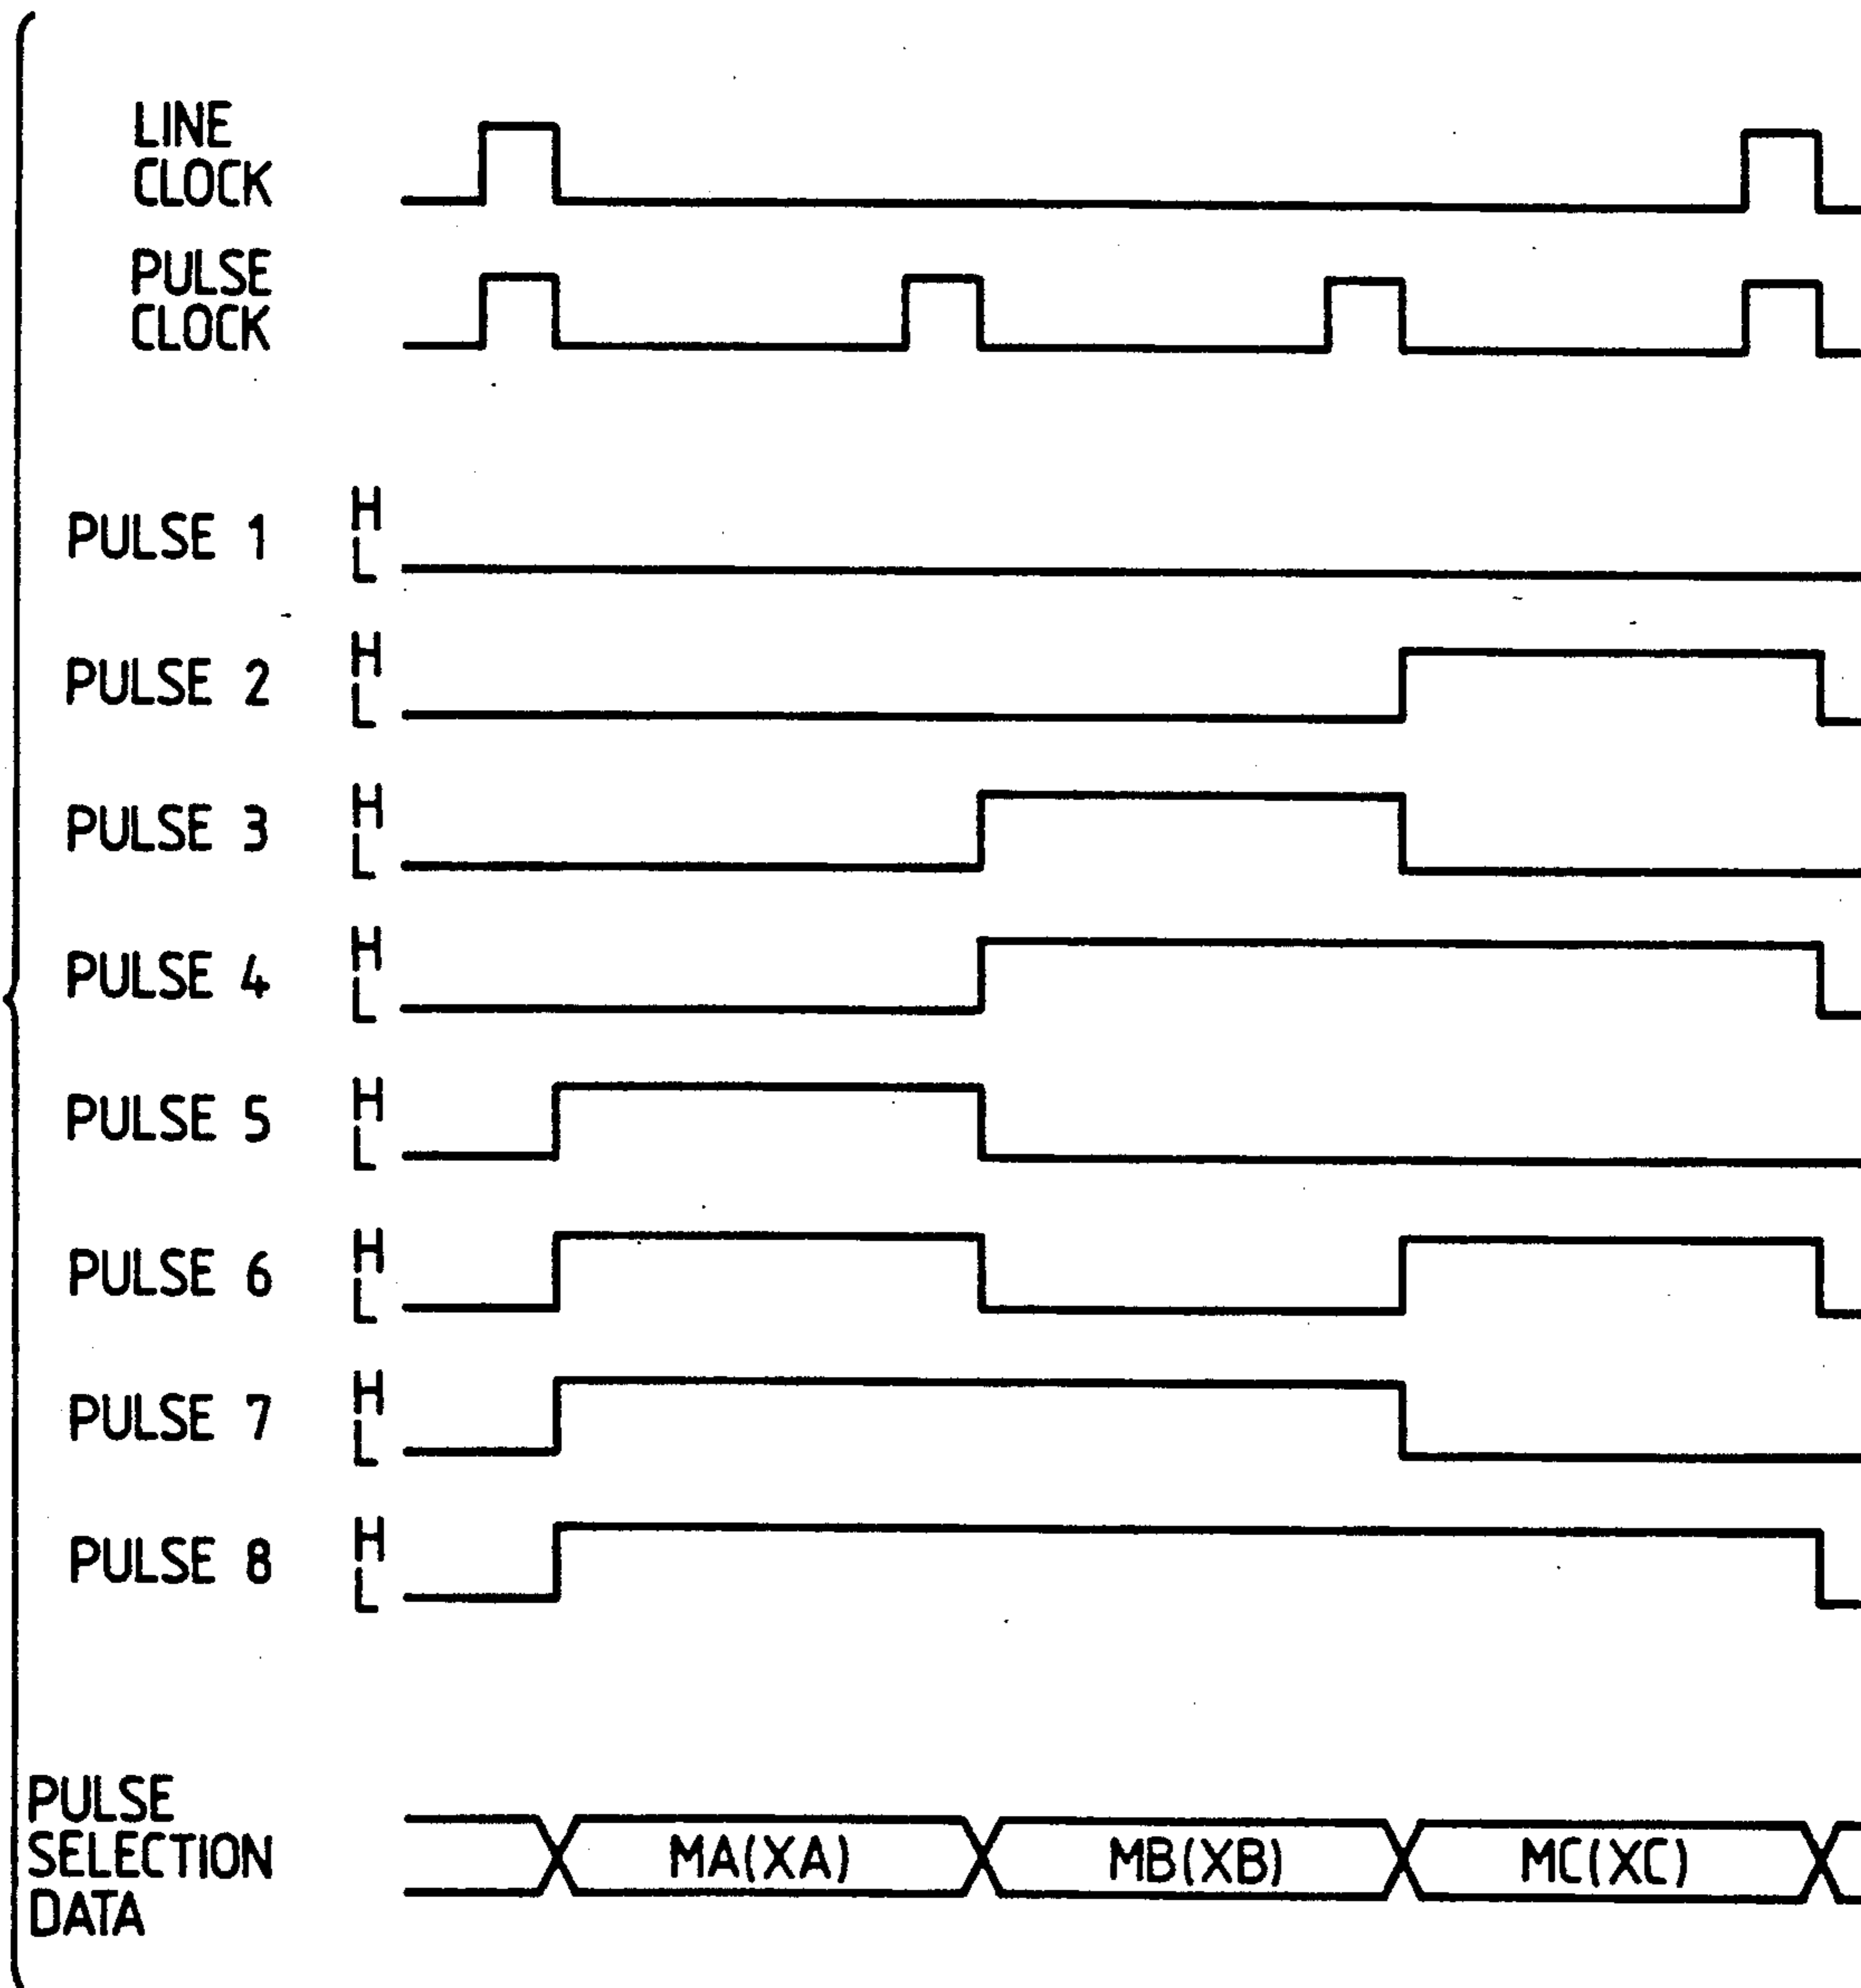 LINE
CLOCK
PULSE
CLOCK
PULSE 1
H
L
PULSE 2
H
L
PULSE 3
H
L
PULSE 4
H
L
PULSE 5
H
L
PULSE 6
H
L
PULSE 7
H
L
PULSE 8
H
L
PULSE
SELECTION
DATA
MA(XA)
MB(XB)
MC(XC)